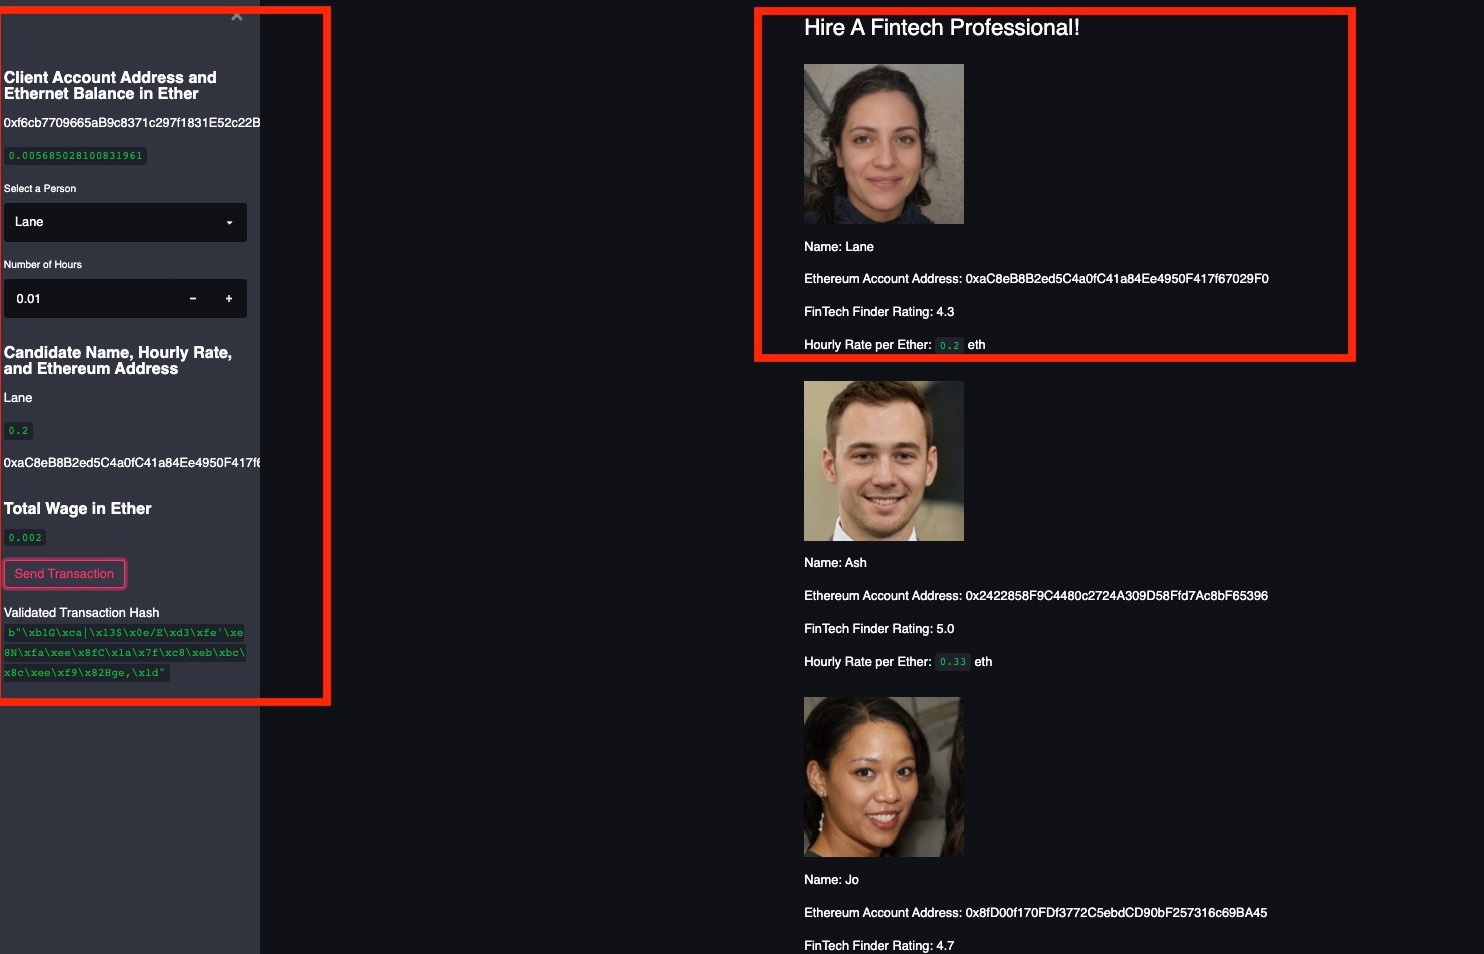 ×
Client Account Address and
Ethernet Balance in Ether
0xf6cb7709665aB9c8371c297f1831E52c22B
0.005685028100831961
Select a Person
Lane
Number of Hours
0.01 − +
Candidate Name, Hourly Rate,
and Ethereum Address
Lane
0.2
0xaC8eB8B2ed5C4a0fC41a84Ee4950F417f6
Total Wage in Ether
0.002
Send Transaction
Validated Transaction Hash
b"\xb1G\xca|\x13$\x0e/E\xd3\xfe'\xe
8N\xfa\xee\x8fC\x1a\x7f\xc8\xeb\xbc\
x8c\xee\xf9\x82Hge,\x1d"
Hire A Fintech Professional!
Name: Lane
Ethereum Account Address: 0xaC8eB8B2ed5C4a0fC41a84Ee4950F417f67029F0
FinTech Finder Rating: 4.3
Hourly Rate per Ether: 0.2 eth
Name: Ash
Ethereum Account Address: 0x2422858F9C4480c2724A309D58Ffd7Ac8bF65396
FinTech Finder Rating: 5.0
Hourly Rate per Ether: 0.33 eth
Name: Jo
Ethereum Account Address: 0x8fD00f170FDf3772C5ebdCD90bF257316c69BA45
FinTech Finder Rating: 4.7